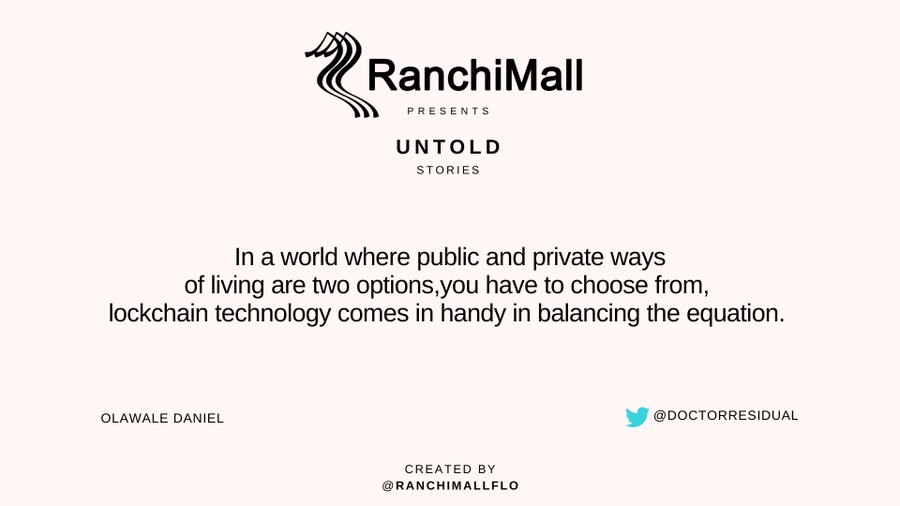 RanchiMall
PRESENTS
UNTOLD
STORIES
In a world where public and private ways
of living are two options,you have to choose from,
lockchain technology comes in handy in balancing the equation.
OLAWALE DANIEL
@DOCTORRESIDUAL
CREATED BY
@RANCHIMALLFLO